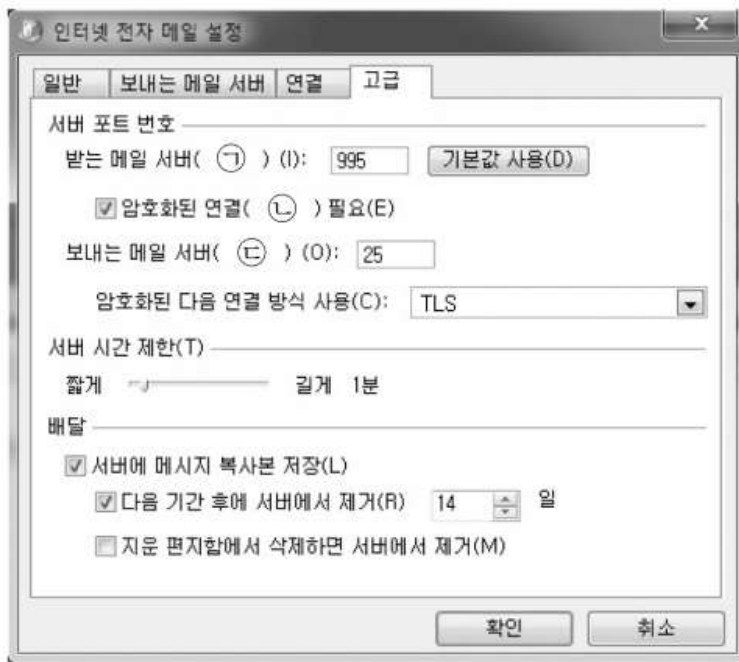 인터넷 전자 메일 설정
일반 보내는 메일 서버 연결 고급
서버 포트 번호
받는 메일 서버( ㉠ ) (I): 995 기본값 사용(D)
암호화된 연결( ㉡ ) 필요(E)
보내는 메일 서버( ㉢ ) (O): 25
암호화된 다음 연결 방식 사용(C): TLS
서버 시간 제한(T)
짧게 길게 1분
배달
서버에 메시지 복사본 저장(L)
다음 기간 후에 서버에서 제거(R) 14 일
지운 편지함에서 삭제하면 서버에서 제거(M)
확인 취소